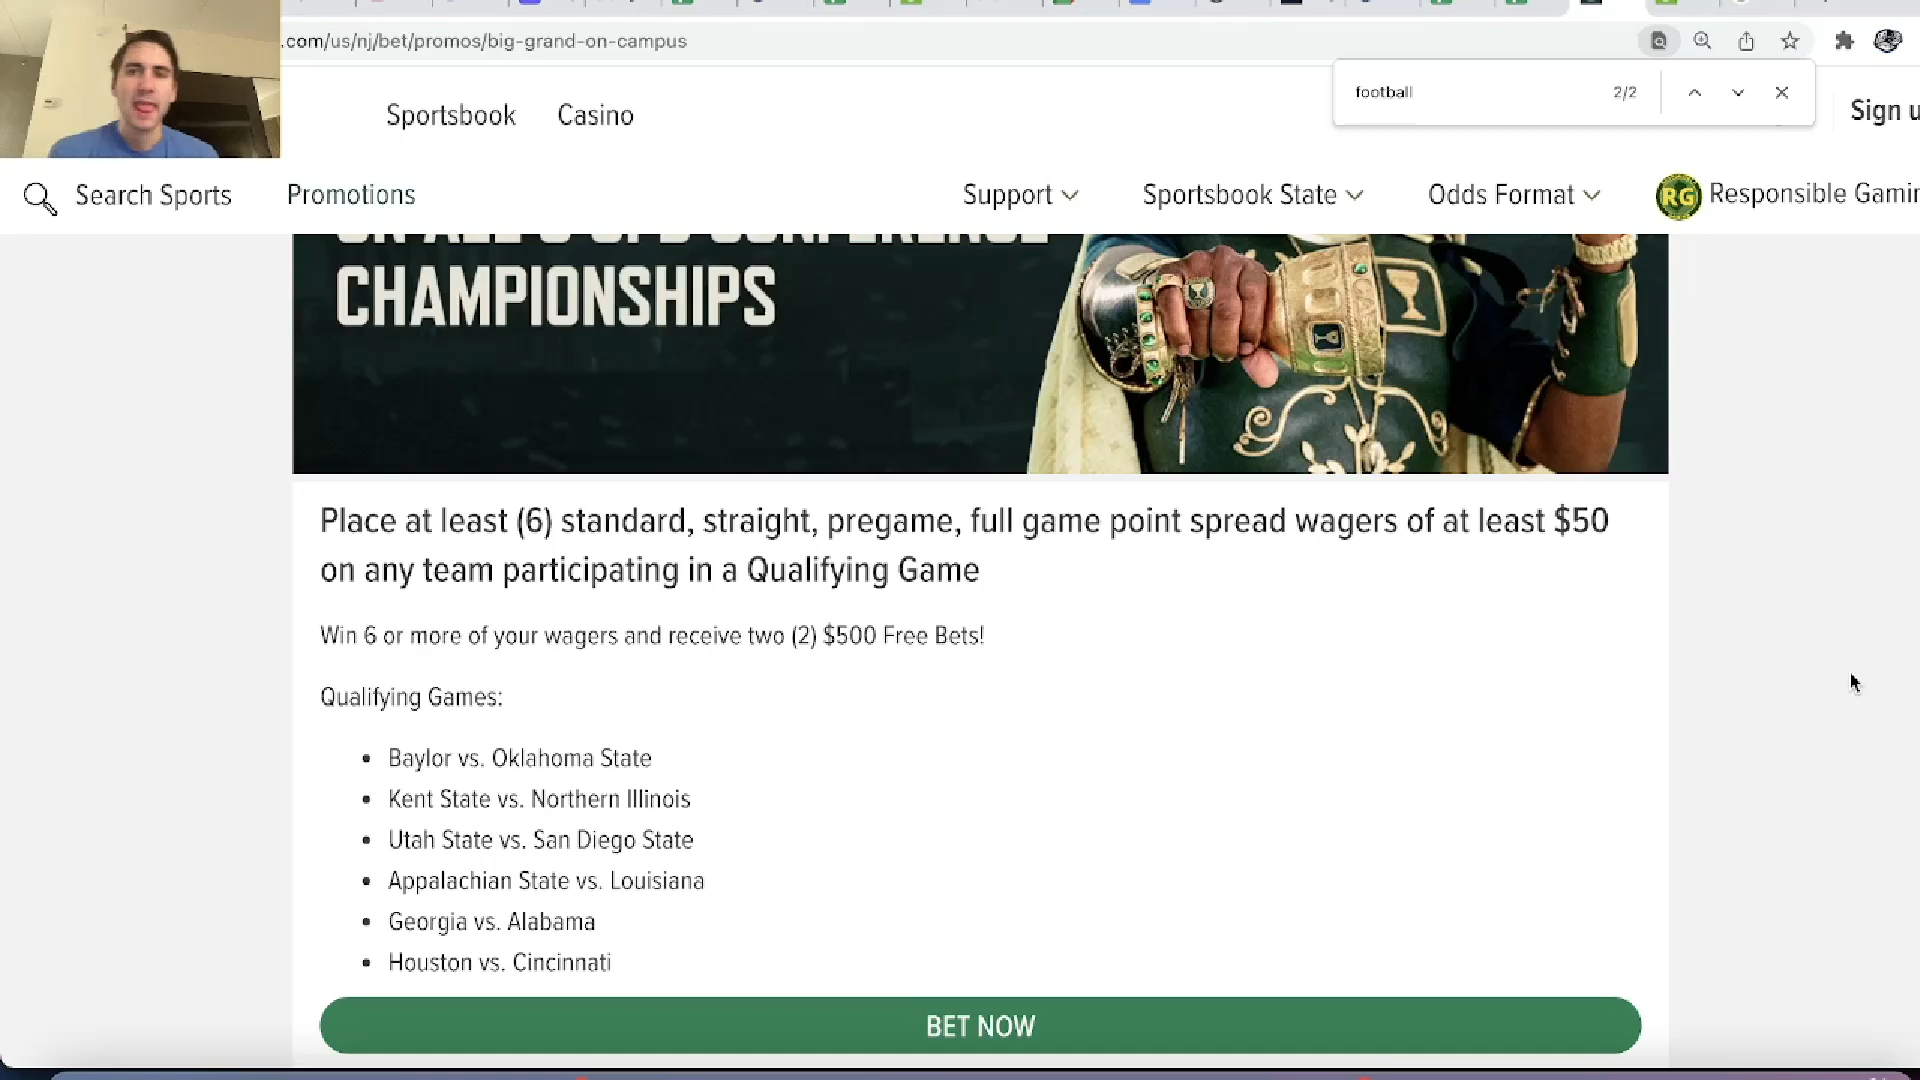 .com/us/nj/bet/promos/big-grand-on-campus
football 2/2
Sportsbook Casino
Sign u
Search Sports Promotions Support Sportsbook State Odds Format RG Responsible Gamin
CONFERENCE
CHAMPIONSHIPS
Place at least (6) standard, straight, pregame, full game point spread wagers of at least $50
on any team participating in a Qualifying Game
Win 6 or more of your wagers and receive two (2) $500 Free Bets!
Qualifying Games:
• Baylor vs. Oklahoma State
• Kent State vs. Northern Illinois
• Utah State vs. San Diego State
• Appalachian State vs. Louisiana
• Georgia vs. Alabama
• Houston vs. Cincinnati
BET NOW